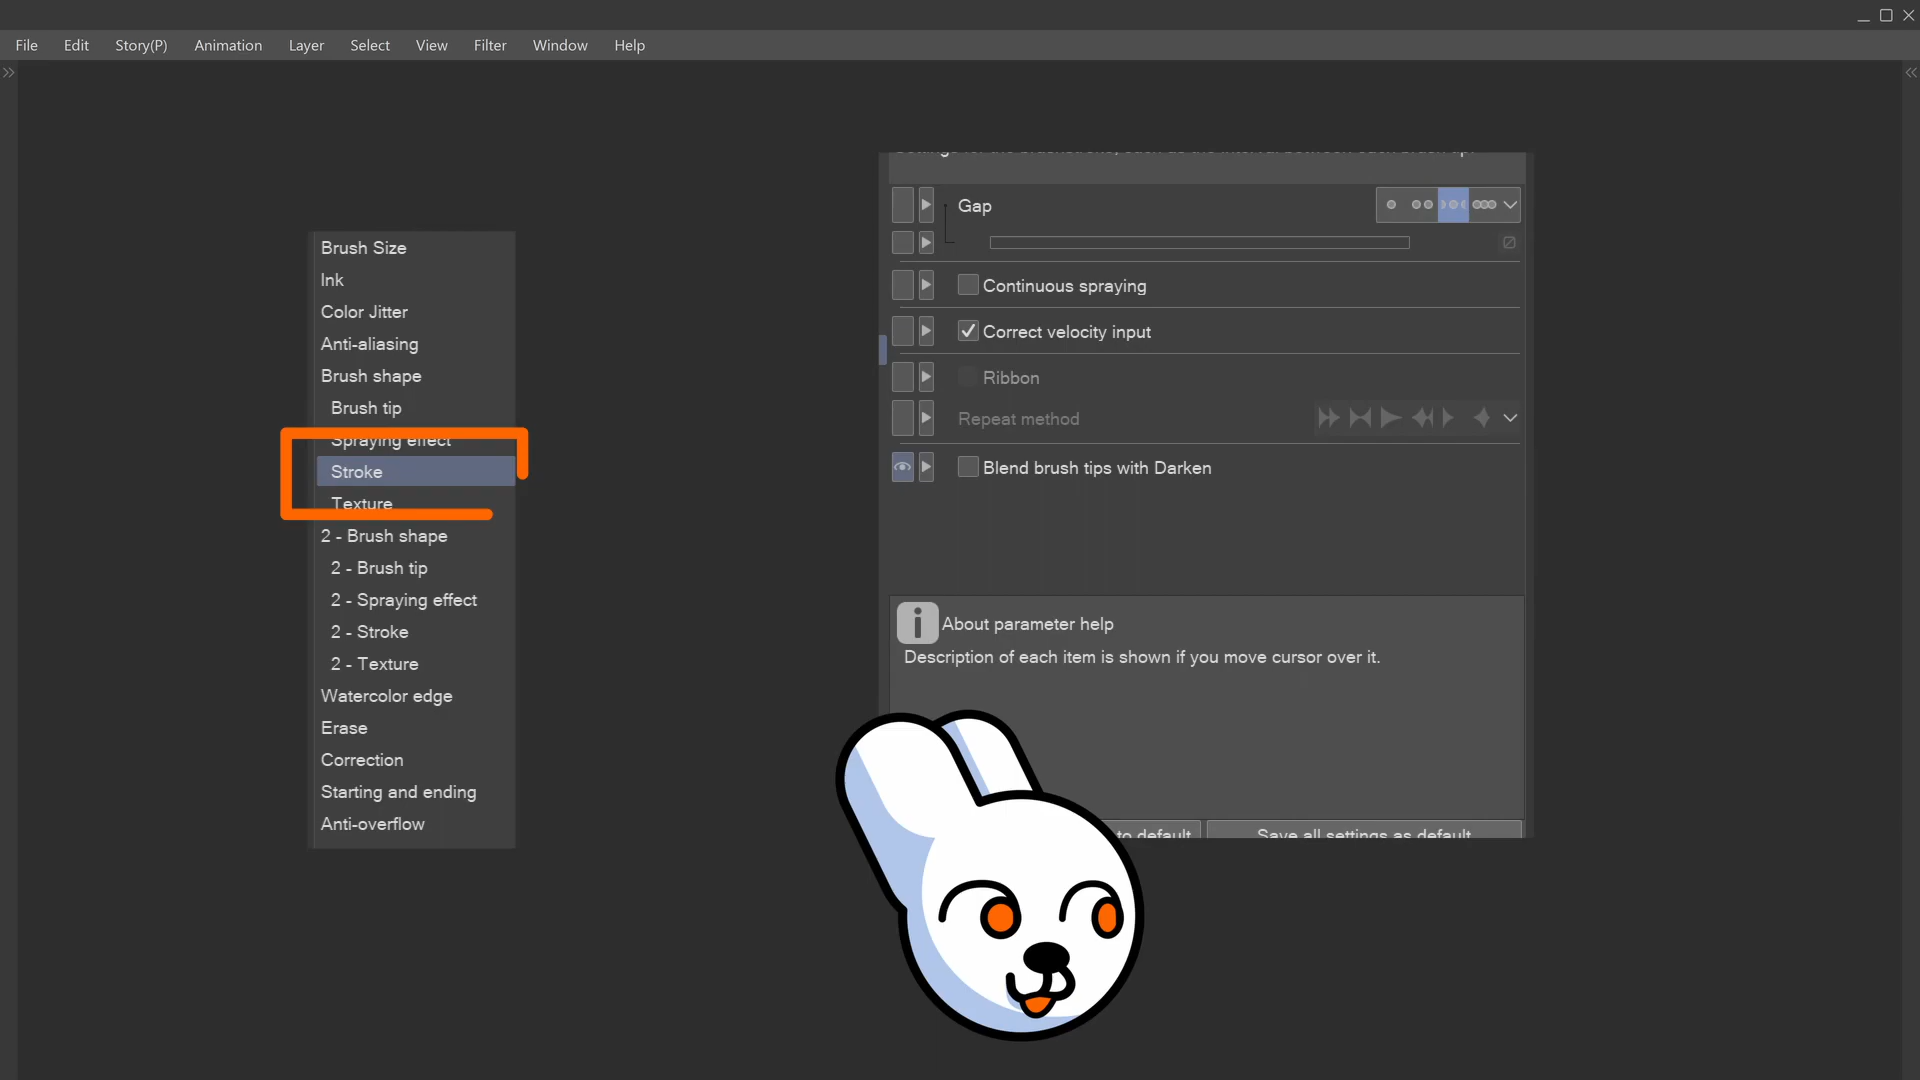 File Edit Story(P) Animation Layer Select View Filter Window Help
Brush Size
Ink
Color Jitter
Anti-aliasing
Brush shape
Brush tip
Spraying effect
Stroke
Texture
2 - Brush shape
2 - Brush tip
2 - Spraying effect
2 - Stroke
2 - Texture
Watercolor edge
Erase
Correction
Starting and ending
Anti-overflow
Gap
Continuous spraying
Correct velocity input
Ribbon
Repeat method
Blend brush tips with Darken
About parameter help
Description of each item is shown if you move cursor over it.
to default
Save all settings as default